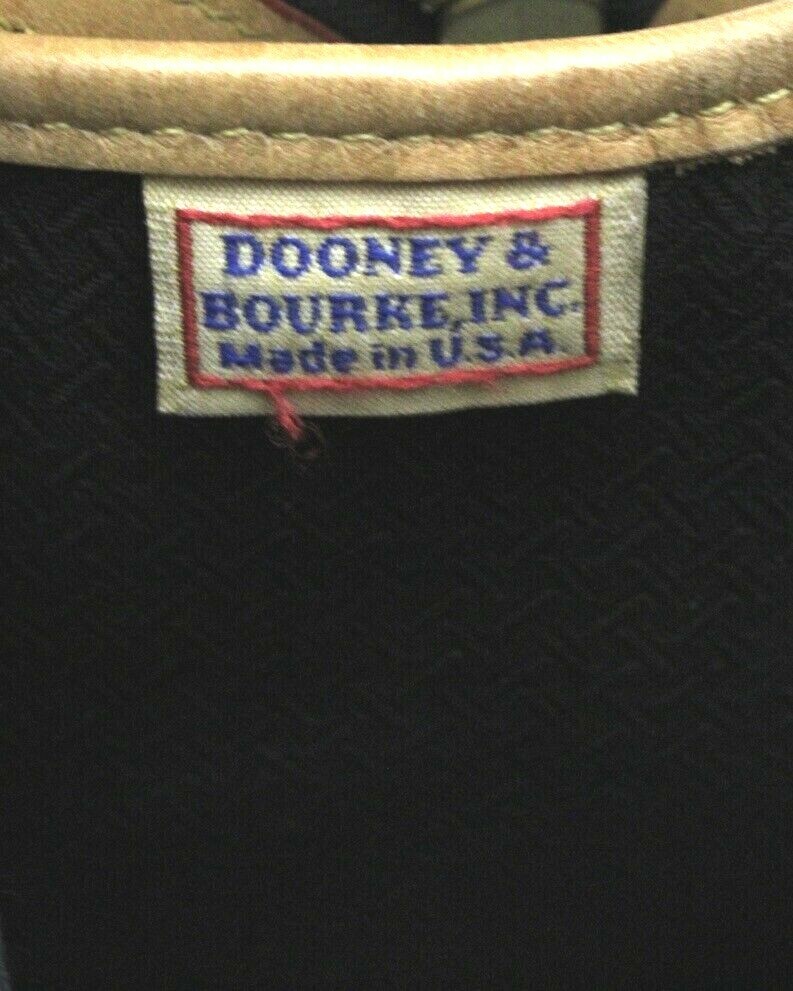 DOONEY &
BOURKE, INC.
Made in U.S.A.